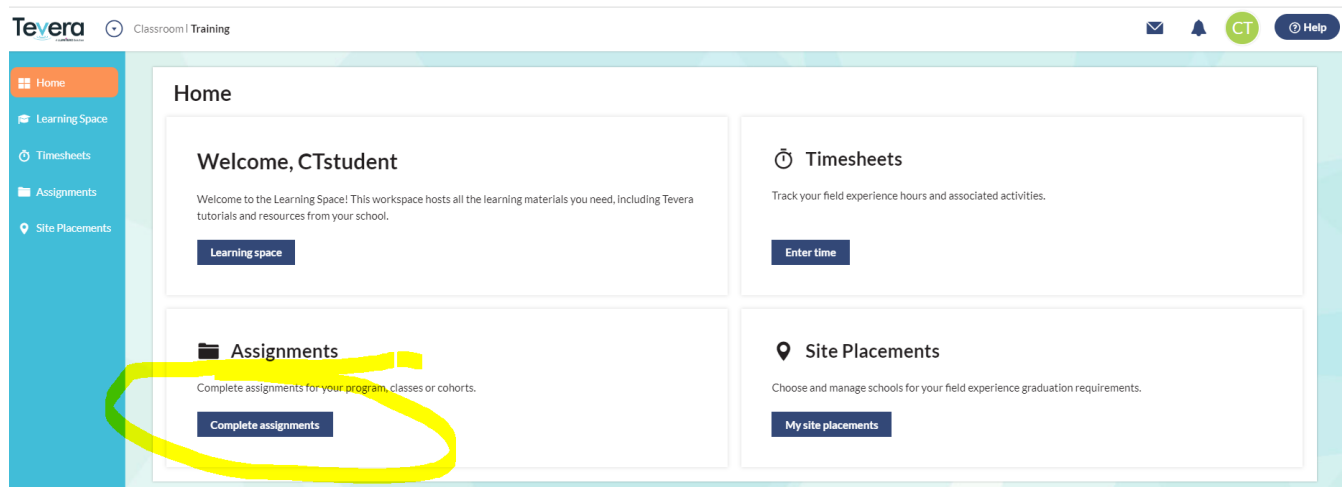 Tevera
Classroom | Training
CT
Help
Home
Learning Space
Timesheets
Assignments
Site Placements
Home
Welcome, CTstudent
Welcome to the Learning Space! This workspace hosts all the learning materials you need, including Tevera
tutorials and resources from your school.
Learning space
Timesheets
Track your field experience hours and associated activities.
Enter time
Assignments
Complete assignments for your program, classes or cohorts.
Complete assignments
Site Placements
Choose and manage schools for your field experience graduation requirements.
My site placements